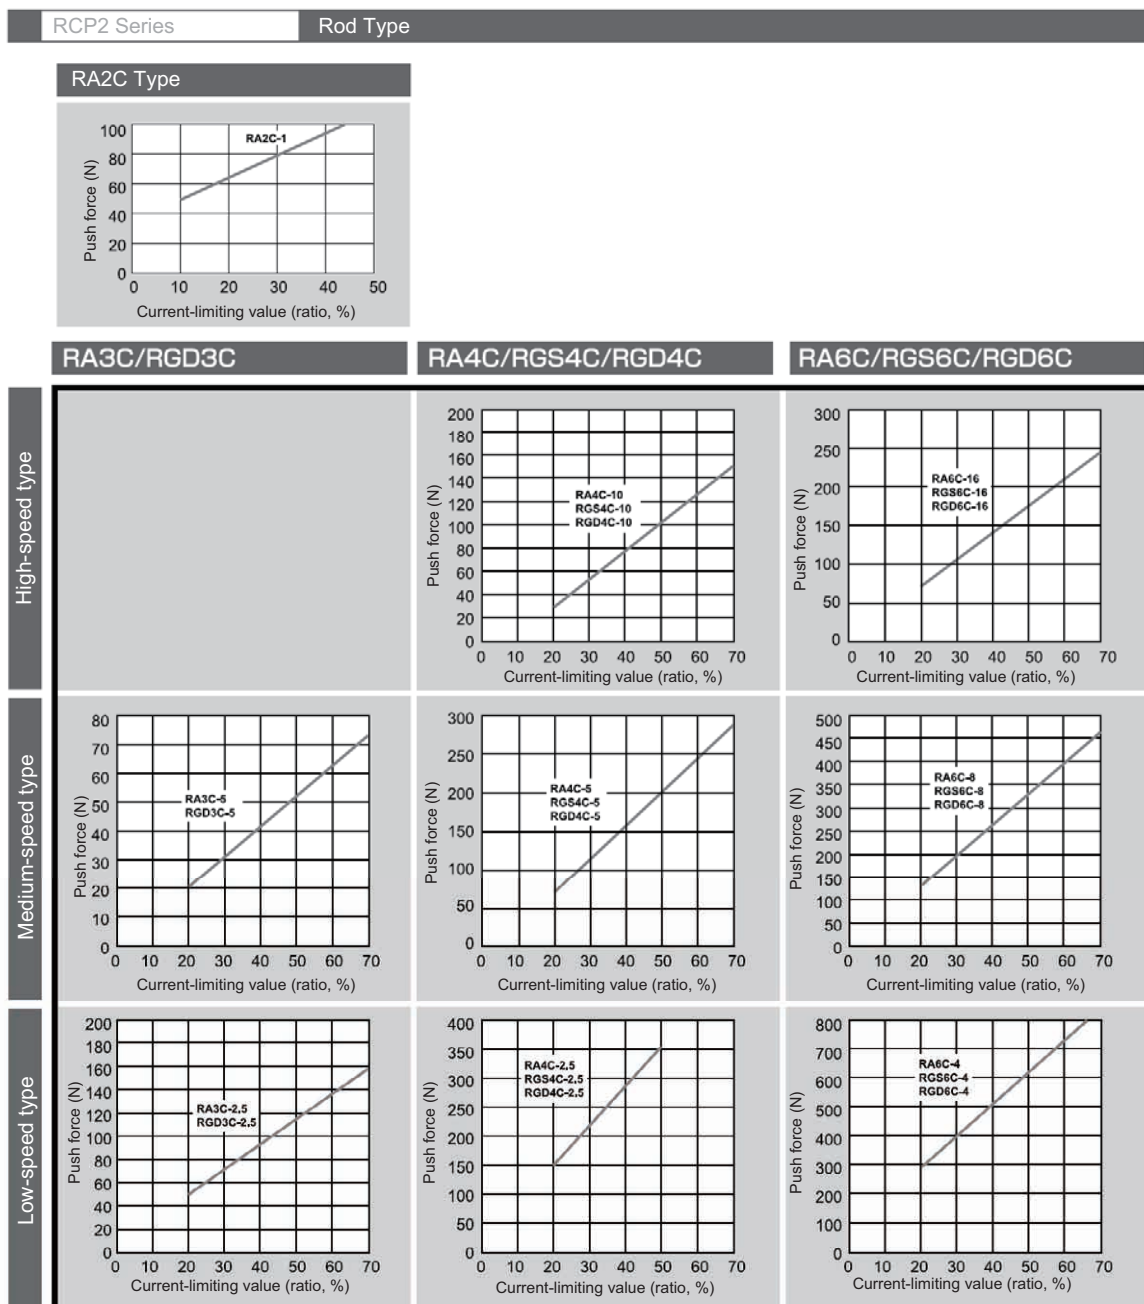 RCP2 Series Rod Type
RA2C Type
100
80
60
40
20
0
Push force (N)
RA2C-1
0 10 20 30 40 50
Current-limiting value (ratio, %)
RA3C/RGD3C RA4C/RGS4C/RGD4C RA6C/RGS6C/RGD6C
High-speed type
200
180
160
140
120
100
80
60
40
20
0
Push force (N)
RA4C-10
RGS4C-10
RGD4C-10
0 10 20 30 40 50 60 70
Current-limiting value (ratio, %)
300
250
200
150
100
50
0
Push force (N)
RA6C-16
RGS6C-16
RGD6C-16
0 10 20 30 40 50 60 70
Current-limiting value (ratio, %)
Medium-speed type
80
70
60
50
40
30
20
10
0
Push force (N)
RA3C-5
RGD3C-5
0 10 20 30 40 50 60 70
Current-limiting value (ratio, %)
300
250
200
150
100
50
0
Push force (N)
RA4C-5
RGS4C-5
RGD4C-5
0 10 20 30 40 50 60 70
Current-limiting value (ratio, %)
500
450
400
350
300
250
200
150
100
50
0
Push force (N)
RA6C-8
RGS6C-8
RGD6C-8
0 10 20 30 40 50 60 70
Current-limiting value (ratio, %)
Low-speed type
200
180
160
140
120
100
80
60
40
20
0
Push force (N)
RA3C-2.5
RGD3C-2.5
0 10 20 30 40 50 60 70
Current-limiting value (ratio, %)
400
350
300
250
200
150
100
50
0
Push force (N)
RA4C-2.5
RGS4C-2.5
RGD4C-2.5
0 10 20 30 40 50 60 70
Current-limiting value (ratio, %)
800
700
600
500
400
300
200
100
0
Push force (N)
RA6C-4
RGS6C-4
RGD6C-4
0 10 20 30 40 50 60 70
Current-limiting value (ratio, %)